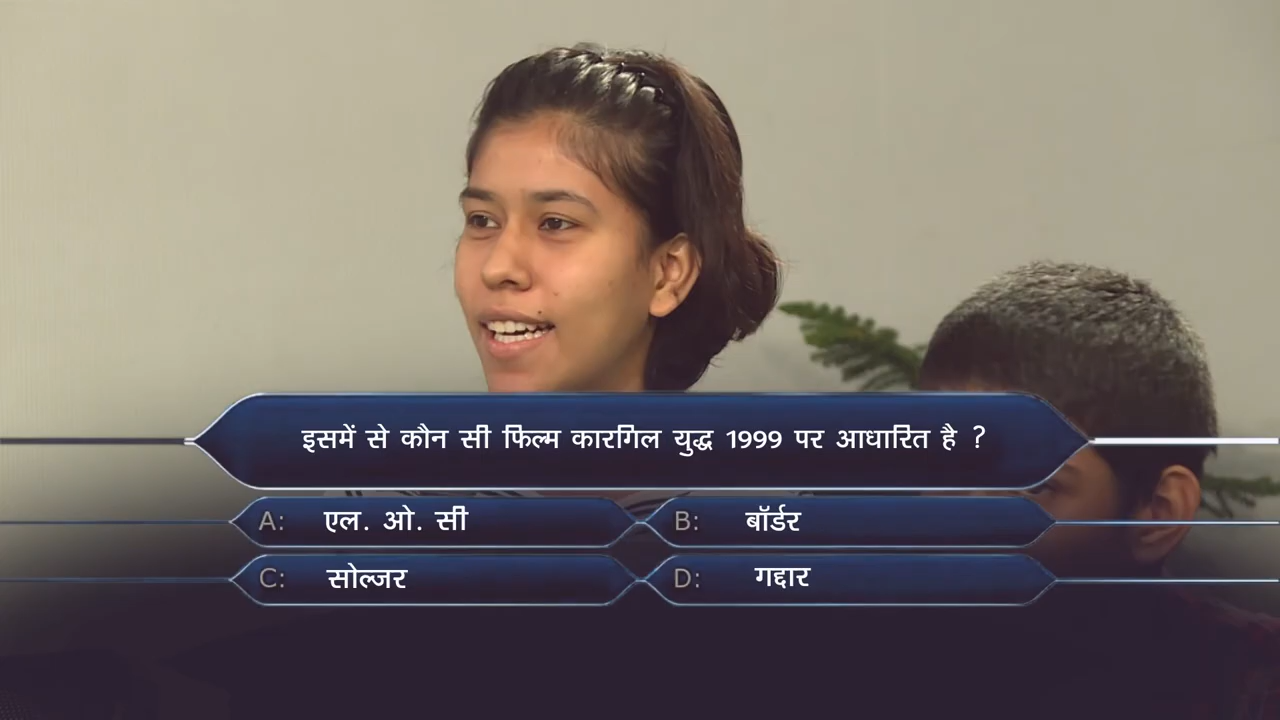 इसमें से कौन सी फिल्म कारगिल युद्ध 1999 पर आधारित है ?
A: एल. ओ. सी
B: बॉर्डर
C: सोल्जर
D: गद्दार